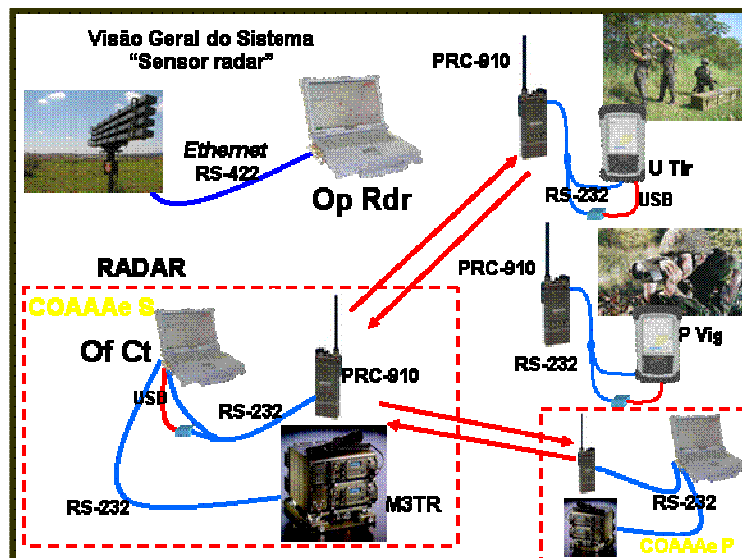 Visão Geral do Sistema
“Sensor radar”
PRC-910
Ethernet
RS-422
Op Rdr
U Tir
RS-232
USB
RADAR
PRC-910
COAAAe S
Of Ct
PRC-910
RS-232
P Vig
USB
RS-232
RS-232
M3TR
RS-232
COAAAe P